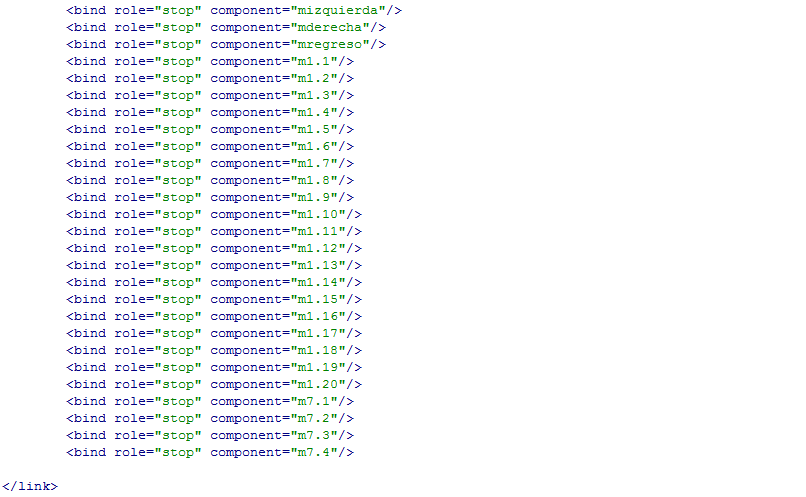 <bind role="stop" component="mizquierda"/>
<bind role="stop" component="mderecha"/>
<bind role="stop" component="mregreso"/>
<bind role="stop" component="m1.1"/>
<bind role="stop" component="m1.2"/>
<bind role="stop" component="m1.3"/>
<bind role="stop" component="m1.4"/>
<bind role="stop" component="m1.5"/>
<bind role="stop" component="m1.6"/>
<bind role="stop" component="m1.7"/>
<bind role="stop" component="m1.8"/>
<bind role="stop" component="m1.9"/>
<bind role="stop" component="m1.10"/>
<bind role="stop" component="m1.11"/>
<bind role="stop" component="m1.12"/>
<bind role="stop" component="m1.13"/>
<bind role="stop" component="m1.14"/>
<bind role="stop" component="m1.15"/>
<bind role="stop" component="m1.16"/>
<bind role="stop" component="m1.17"/>
<bind role="stop" component="m1.18"/>
<bind role="stop" component="m1.19"/>
<bind role="stop" component="m1.20"/>
<bind role="stop" component="m7.1"/>
<bind role="stop" component="m7.2"/>
<bind role="stop" component="m7.3"/>
<bind role="stop" component="m7.4"/>
</link>